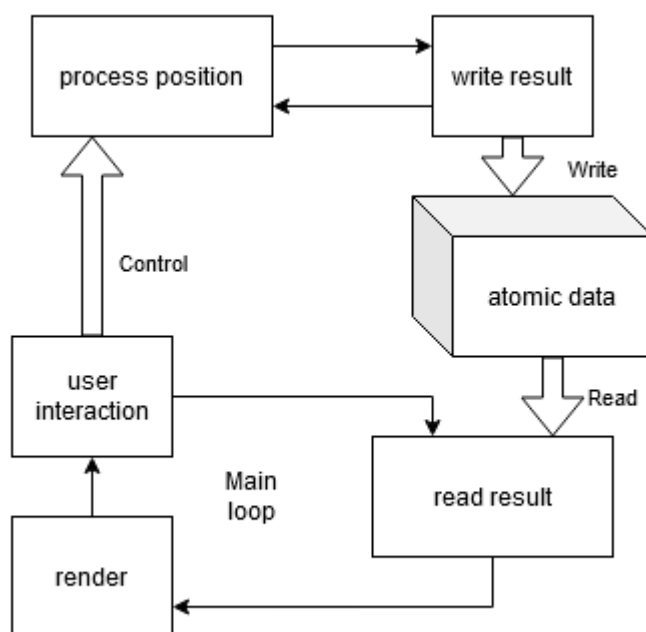 process position
write result
Write
Control
atomic data
user
interaction
Read
Main
loop
read result
render